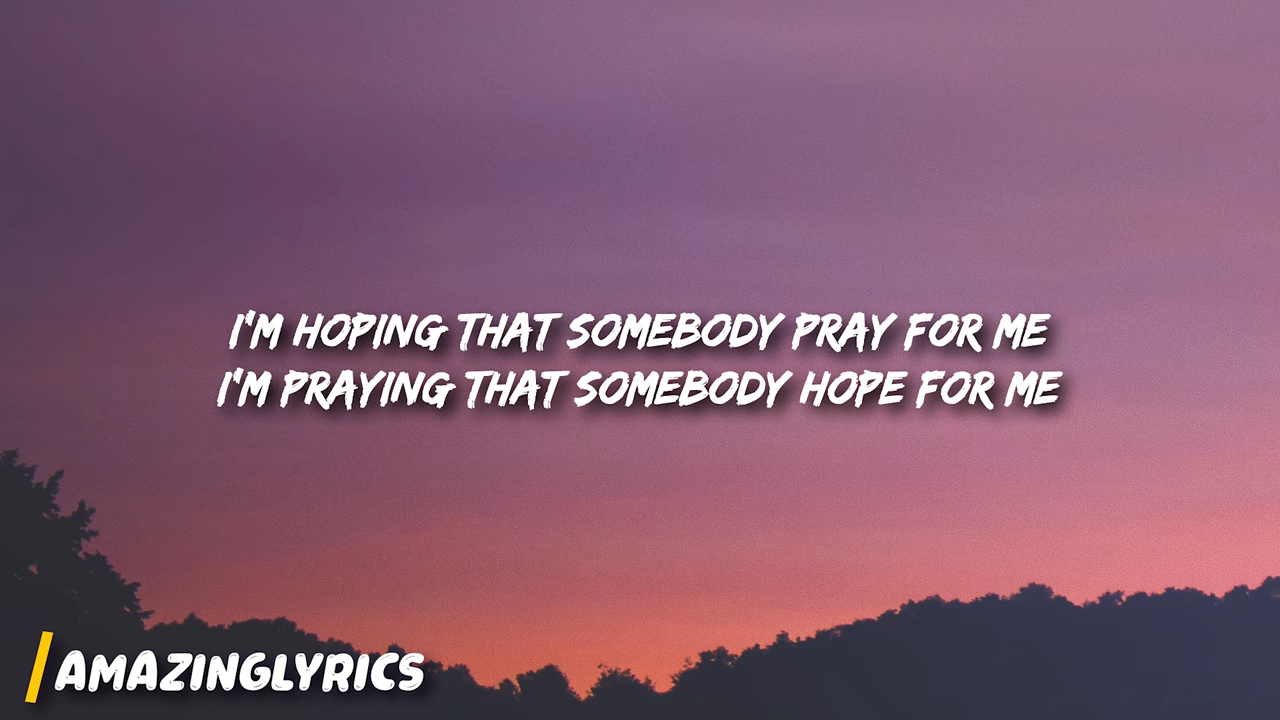 I'M HOPING THAT SOMEBODY PRAY FOR ME
I'M PRAYING THAT SOMEBODY HOPE FOR ME
AMAZINGLYRICS